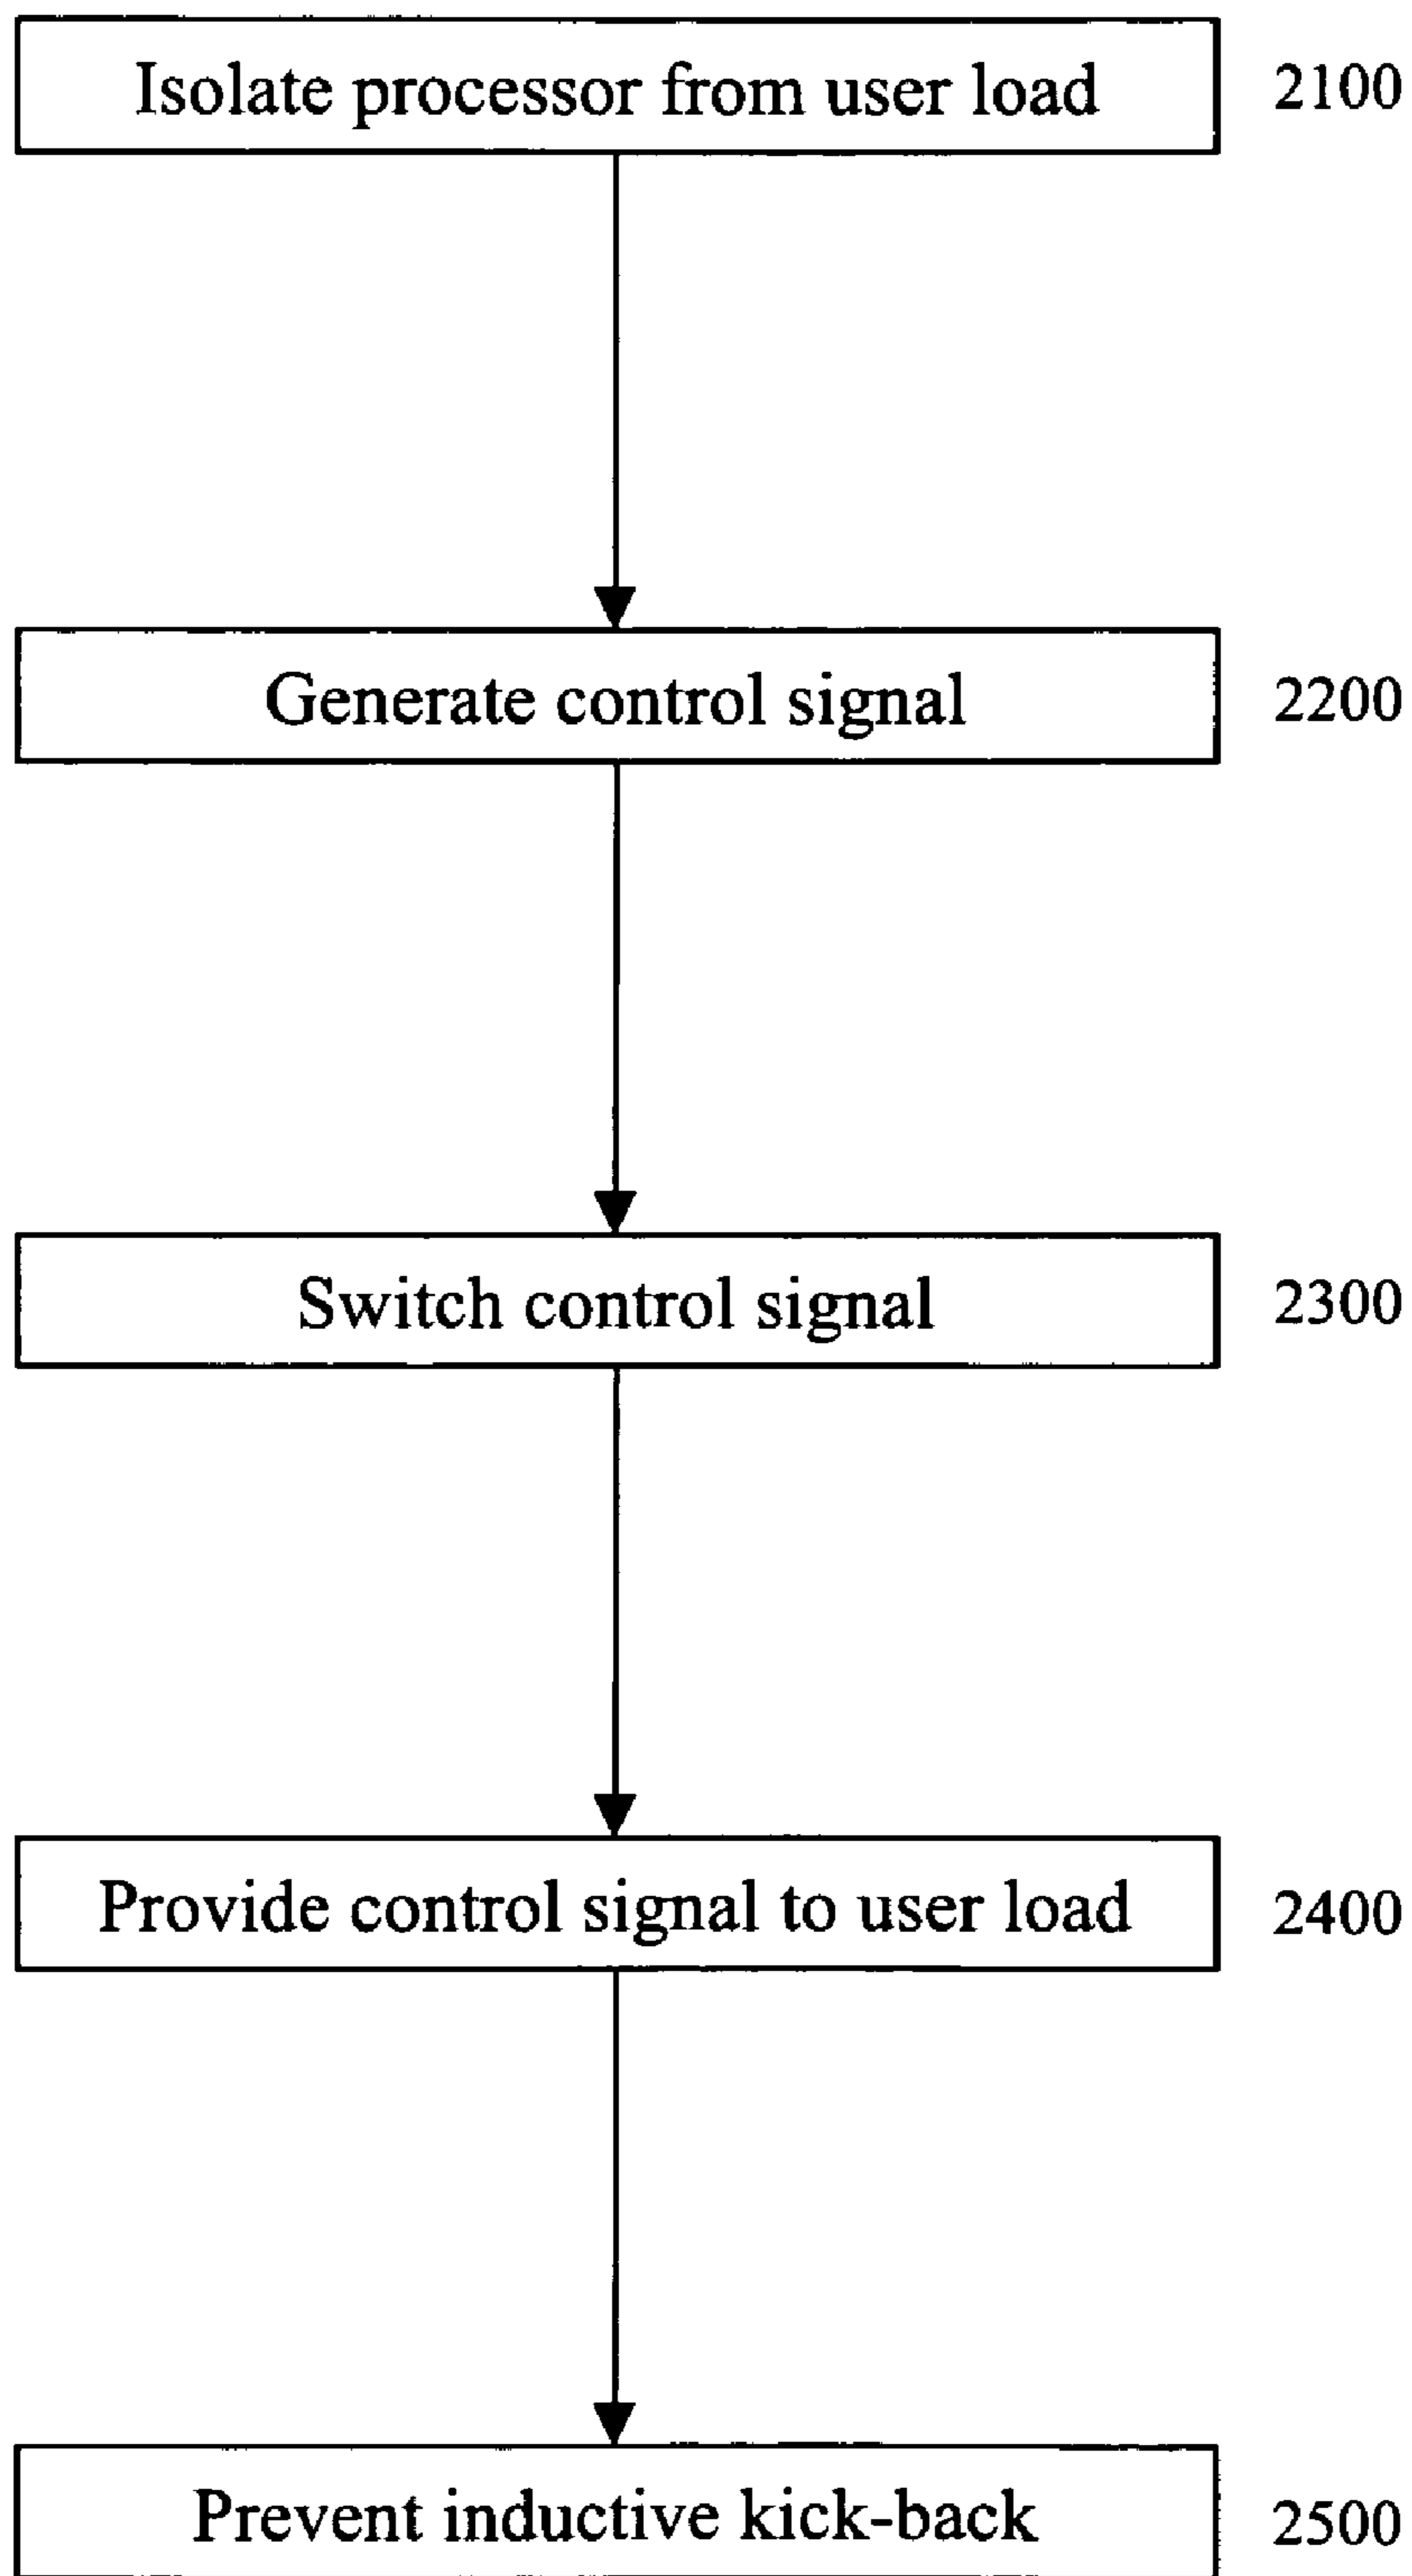 Isolate processor from user load 2100
Generate control signal 2200
Switch control signal 2300
Provide control signal to user load 2400
Prevent inductive kick-back 2500